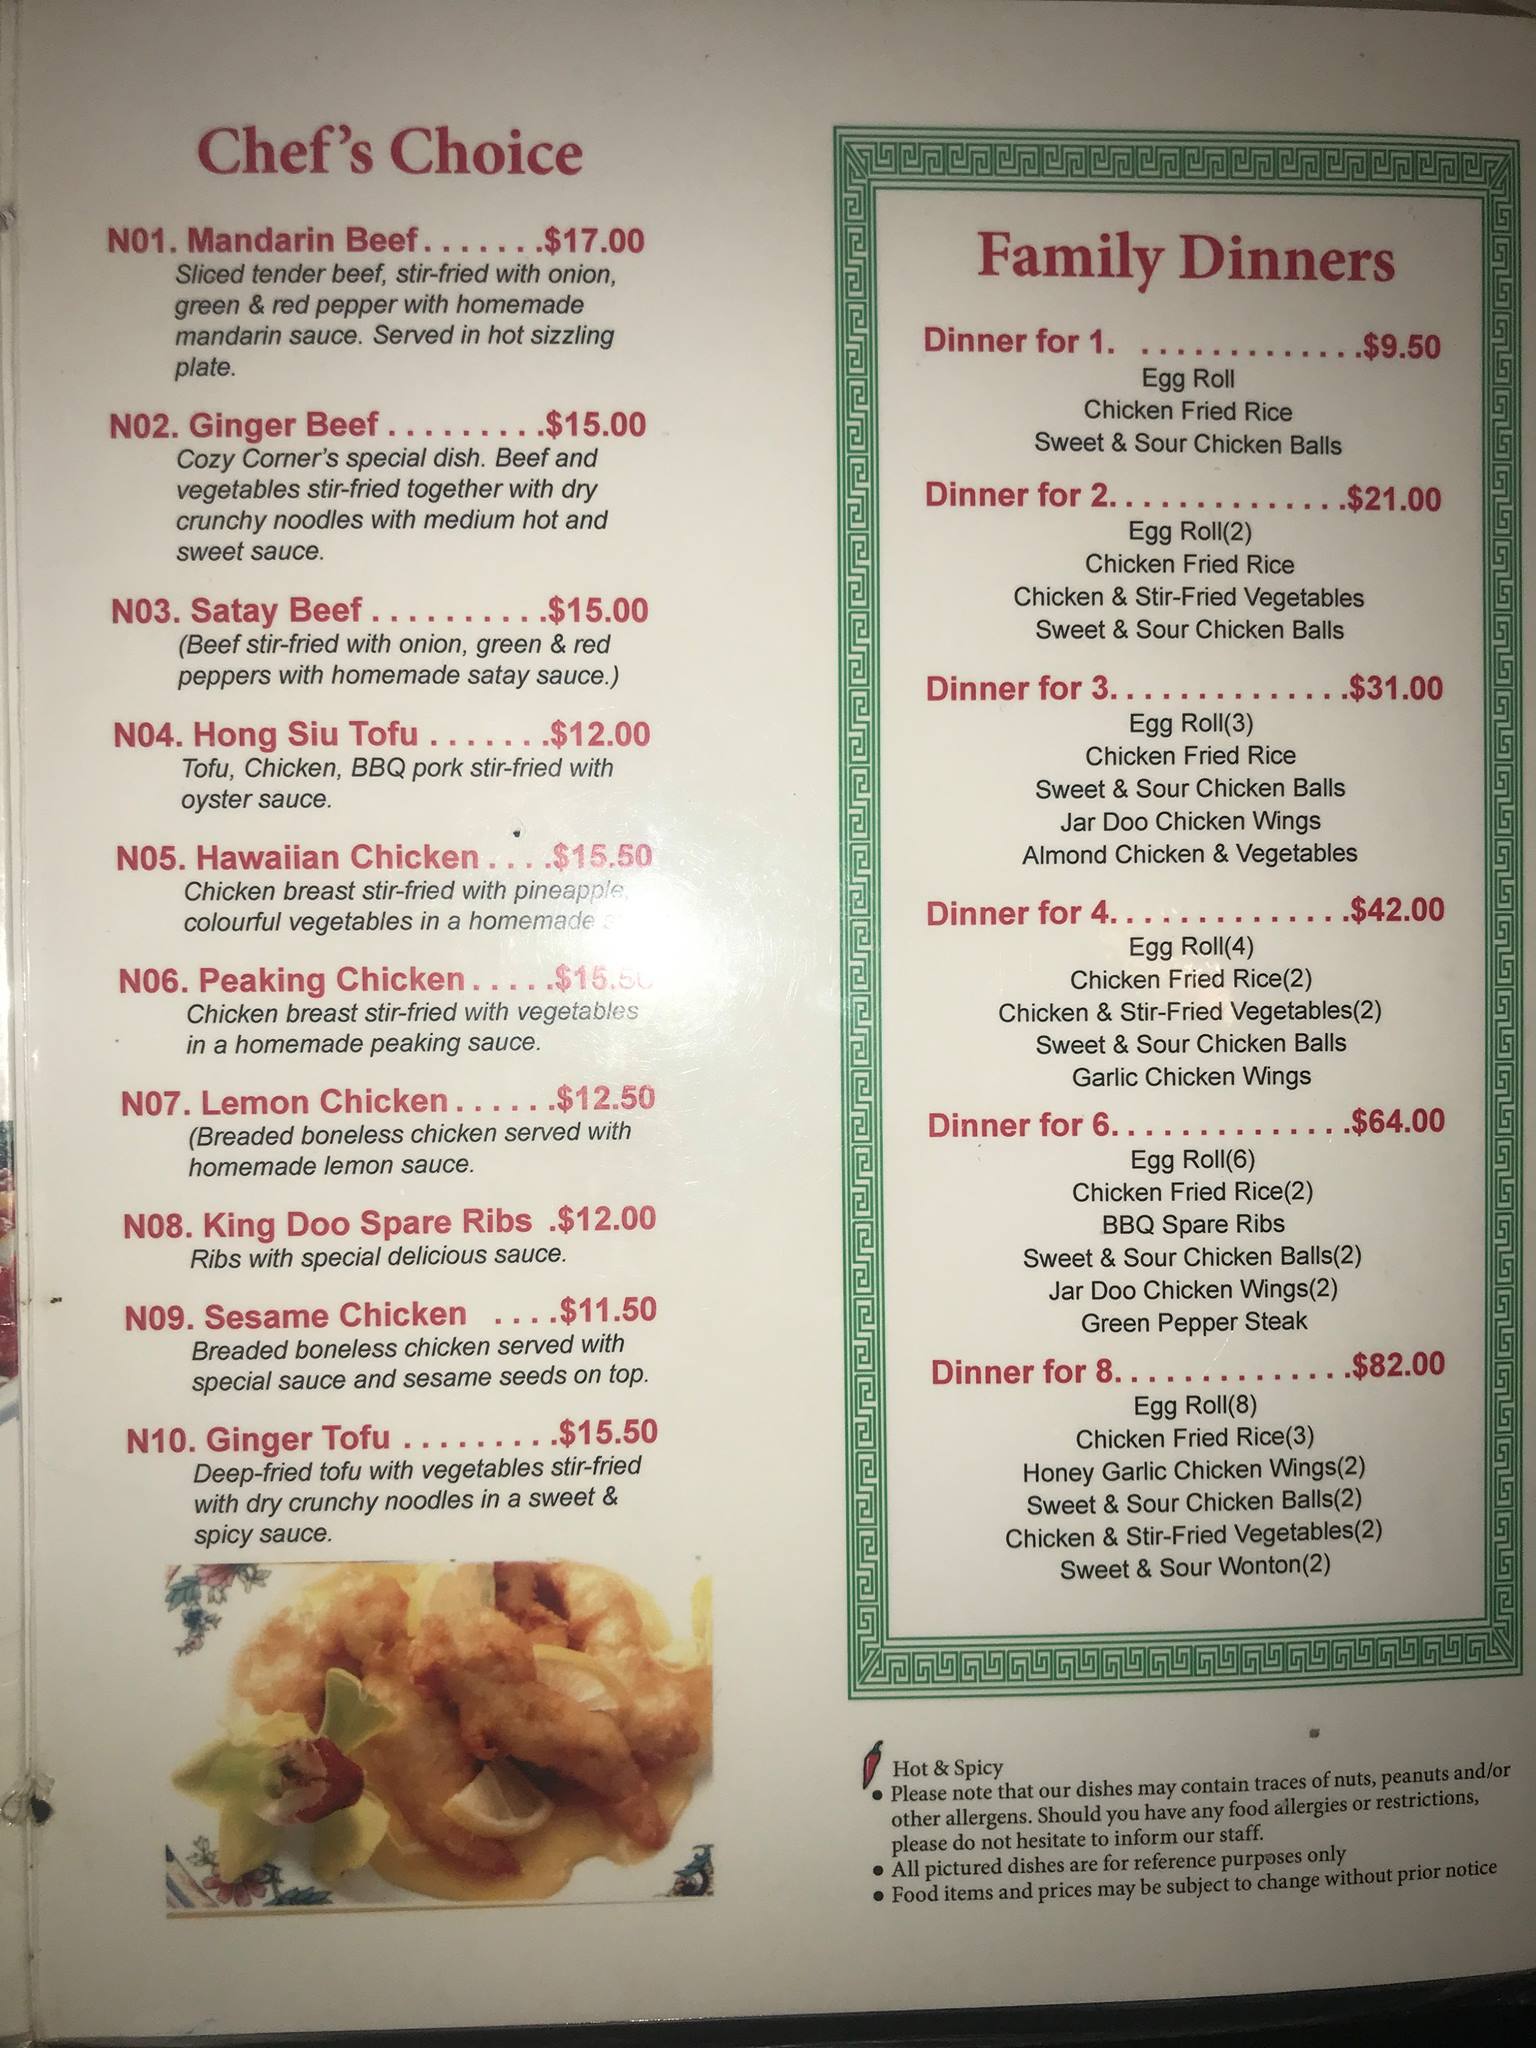 Chef's Choice
N01. Mandarin Beef.......$17.00
Sliced tender beef, stir-fried with onion,
green & red pepper with homemade
mandarin sauce. Served in hot sizzling
plate.
N02. Ginger Beef.........$15.00
Cozy Corner's special dish. Beef and
vegetables stir-fried together with dry
crunchy noodles with medium hot and
sweet sauce.
N03. Satay Beef..........$15.00
(Beef stir-fried with onion, green & red
peppers with homemade satay sauce.)
N04. Hong Siu Tofu.......$12.00
Tofu, Chicken, BBQ pork stir-fried with
oyster sauce.
N05. Hawaiian Chicken....$15.50
Chicken breast stir-fried with pineapple,
colourful vegetables in a homemade
N06. Peaking Chicken.....$15.50
Chicken breast stir-fried with vegetables
in a homemade peaking sauce.
N07. Lemon Chicken......$12.50
(Breaded boneless chicken served with
homemade lemon sauce.
N08. King Doo Spare Ribs .$12.00
Ribs with special delicious sauce.
N09. Sesame Chicken ....$11.50
Breaded boneless chicken served with
special sauce and sesame seeds on top.
N10. Ginger Tofu.........$15.50
Deep-fried tofu with vegetables stir-fried
with dry crunchy noodles in a sweet &
spicy sauce.
Family Dinners
Dinner for 1. .............$9.50
Egg Roll
Chicken Fried Rice
Sweet & Sour Chicken Balls
Dinner for 2..............$21.00
Egg Roll(2)
Chicken Fried Rice
Chicken & Stir-Fried Vegetables
Sweet & Sour Chicken Balls
Dinner for 3..............$31.00
Egg Roll(3)
Chicken Fried Rice
Sweet & Sour Chicken Balls
Jar Doo Chicken Wings
Almond Chicken & Vegetables
Dinner for 4..............$42.00
Egg Roll(4)
Chicken Fried Rice(2)
Chicken & Stir-Fried Vegetables(2)
Sweet & Sour Chicken Balls
Garlic Chicken Wings
Dinner for 6..............$64.00
Egg Roll(6)
Chicken Fried Rice(2)
BBQ Spare Ribs
Sweet & Sour Chicken Balls(2)
Jar Doo Chicken Wings(2)
Green Pepper Steak
Dinner for 8..............$82.00
Egg Roll(8)
Chicken Fried Rice(3)
Honey Garlic Chicken Wings(2)
Sweet & Sour Chicken Balls(2)
Chicken & Stir-Fried Vegetables(2)
Sweet & Sour Wonton(2)
Hot & Spicy
• Please note that our dishes may contain traces of nuts, peanuts and/or
other allergens. Should you have any food allergies or restrictions,
please do not hesitate to inform our staff.
• All pictured dishes are for reference purposes only
• Food items and prices may be subject to change without prior notice